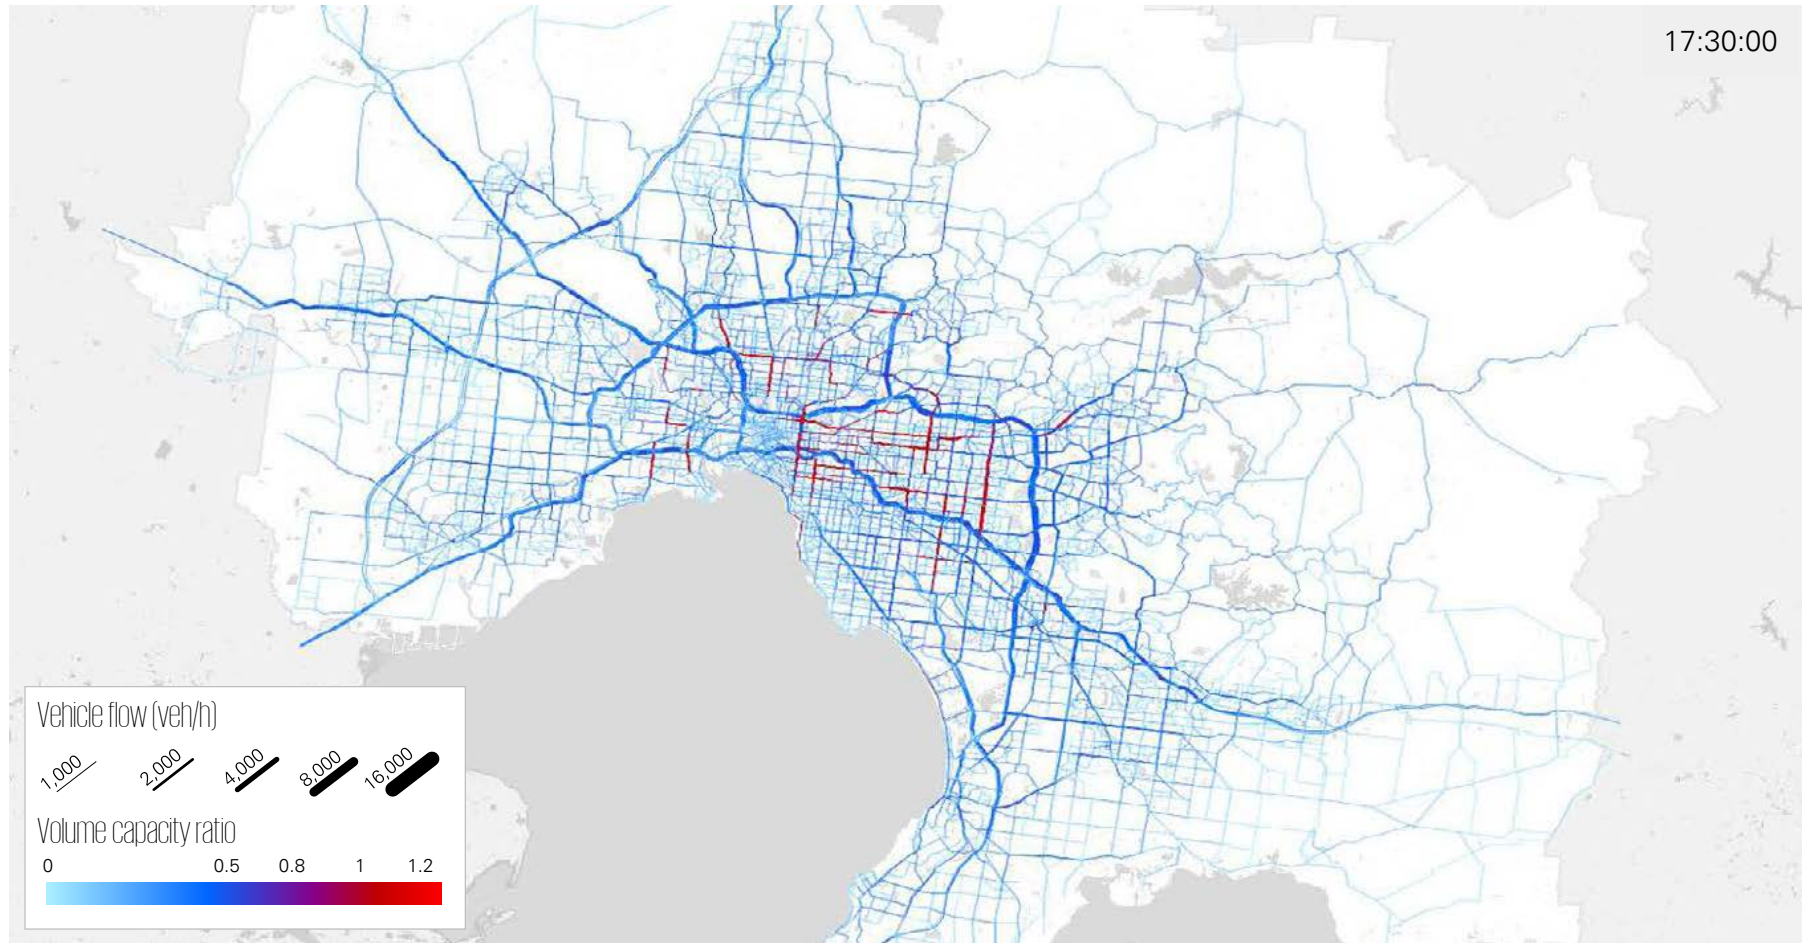 17:30:00
Vehicle flow (veh/h)
1,000 2,000 4,000 8,000 16,000
Volume capacity ratio
0 0.5 0.8 1 1.2